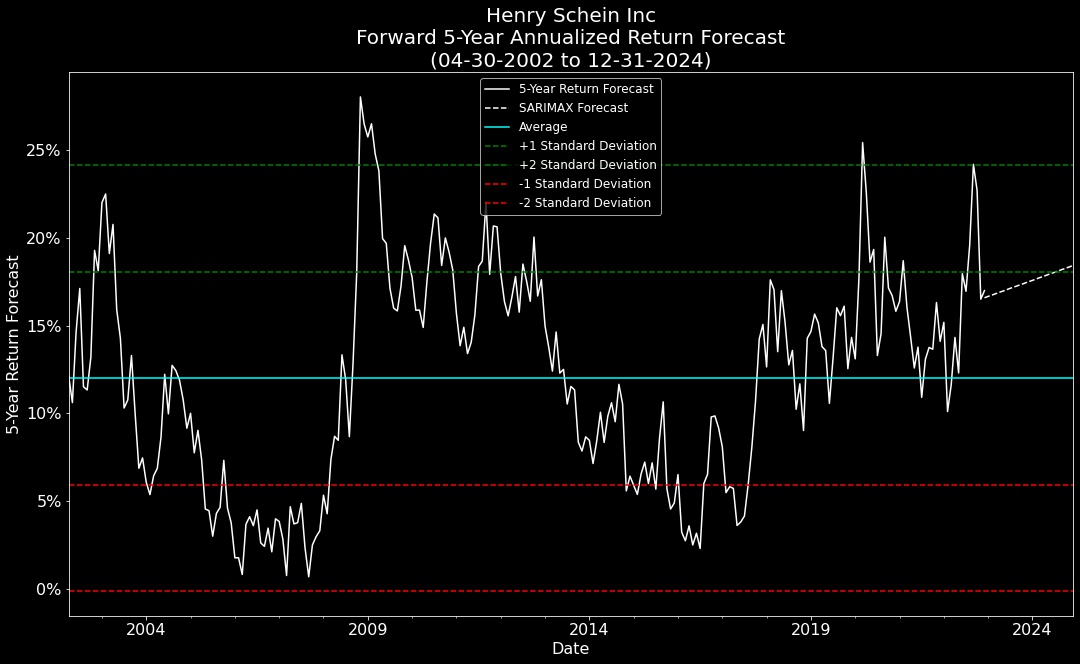 Henry Schein Inc
Forward 5-Year Annualized Return Forecast
(04-30-2002 to 12-31-2024)
5-Year Return Forecast
SARIMAX Forecast
Average
+1 Standard Deviation
+2 Standard Deviation
-1 Standard Deviation
-2 Standard Deviation
5-Year Return Forecast
25%
20%
15%
10%
5%
0%
2004
2009
2014
2019
2024
Date